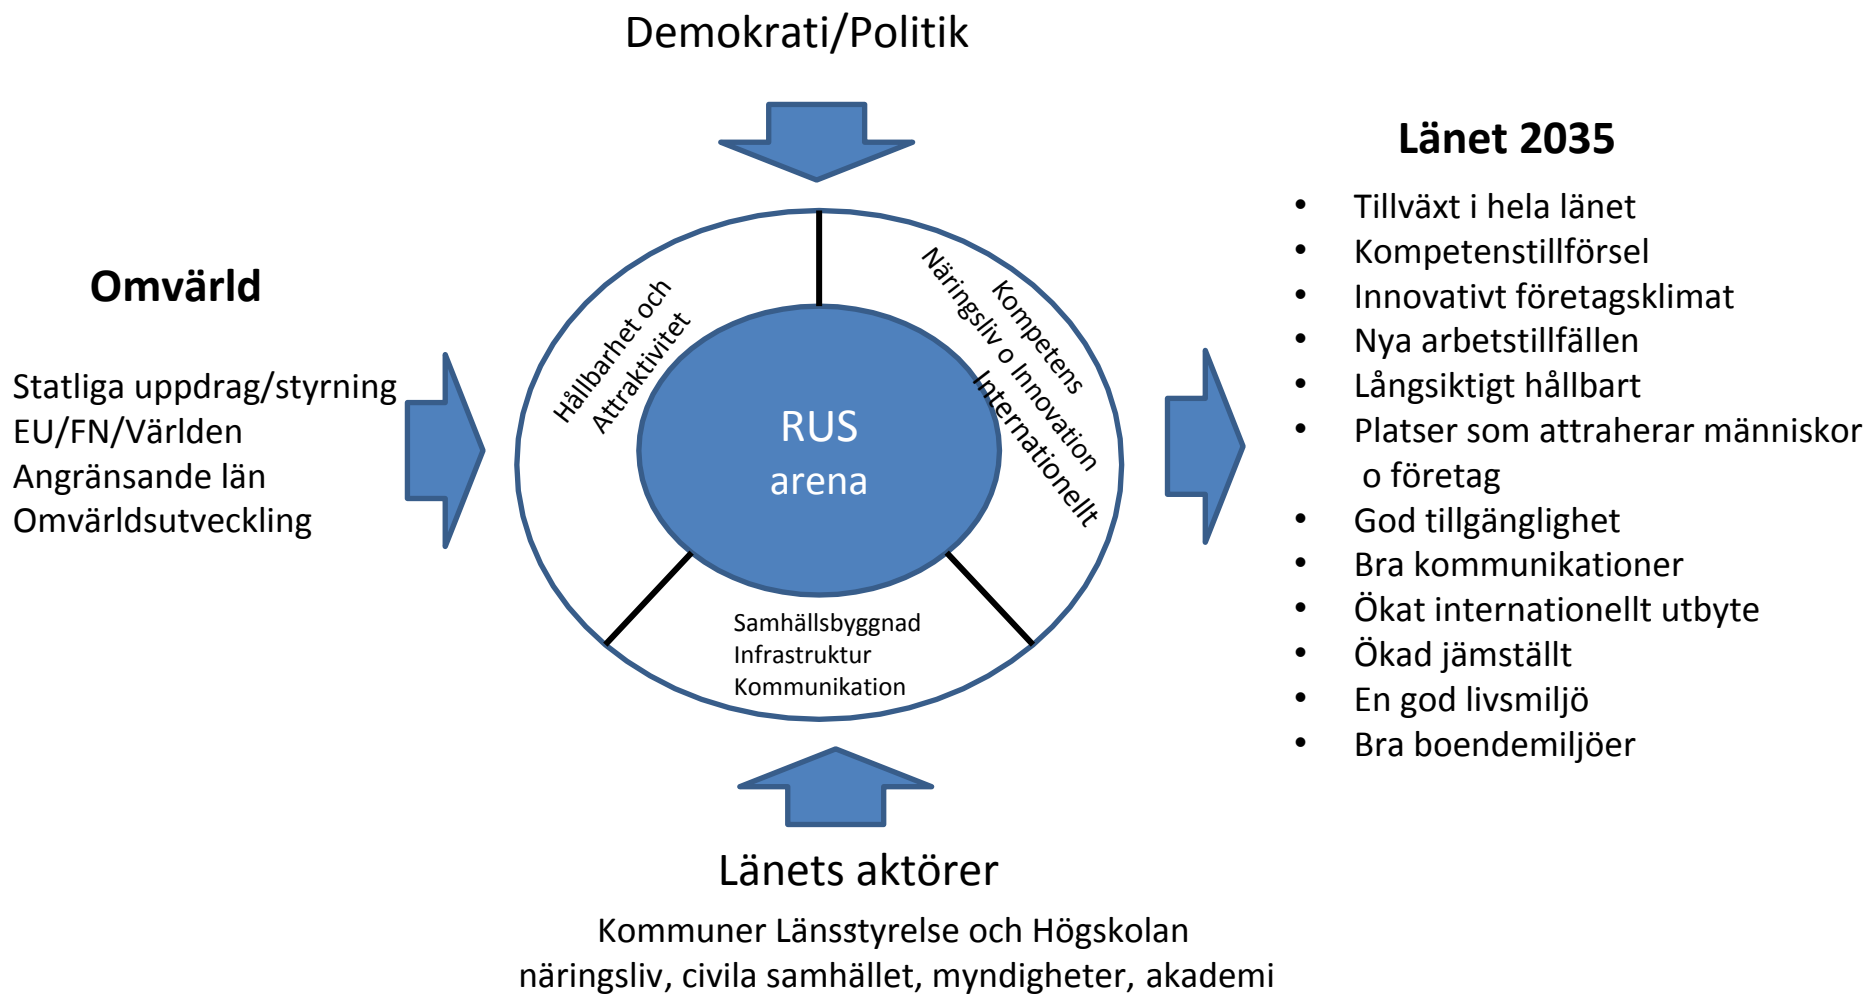 Demokrati/Politik
Omvärld
Statliga uppdrag/styrning
EU/FN/Världen
Angränsande län
Omvärldsutveckling
Hållbarhet och
Attraktivitet
Kompetens
Näringsliv o Innovation
Internationellt
RUS
arena
Samhällsbyggnad
Infrastruktur
Kommunikation
Länets aktörer
Kommuner Länsstyrelse och Högskolan
näringsliv, civila samhället, myndigheter, akademi
Länet 2035
• Tillväxt i hela länet
• Kompetenstillförsel
• Innovativt företagsklimat
• Nya arbetstillfällen
• Långsiktigt hållbart
• Platser som attraherar människor
o företag
• God tillgänglighet
• Bra kommunikationer
• Ökat internationellt utbyte
• Ökad jämställt
• En god livsmiljö
• Bra boendemiljöer